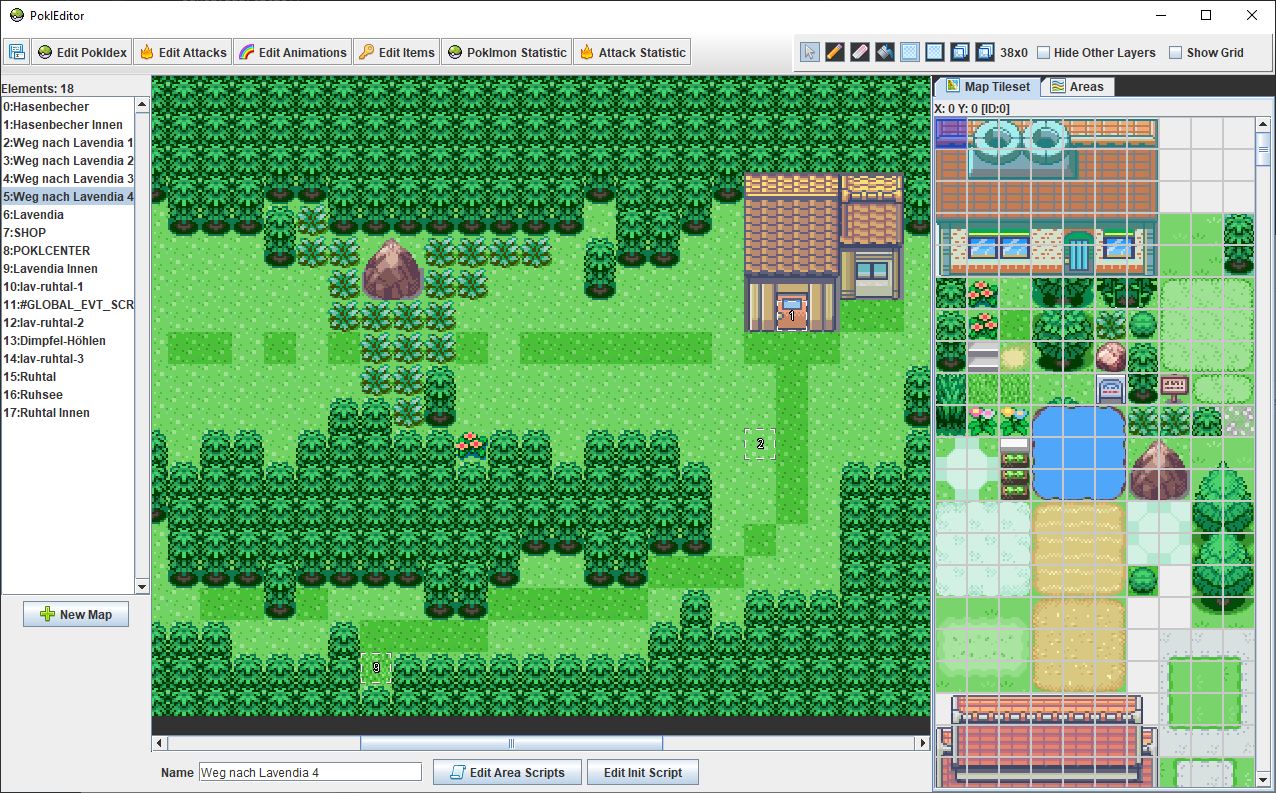 PoklEditor
Edit Pokldex
Edit Attacks
Edit Animations
Edit Items
Poklmon Statistic
Attack Statistic
38x0
Hide Other Layers
Show Grid
Elements: 18
0:Hasenbecher
1:Hasenbecher Innen
2:Weg nach Lavendia 1
3:Weg nach Lavendia 2
4:Weg nach Lavendia 3
5:Weg nach Lavendia 4
6:Lavendia
7:SHOP
8:POKLCENTER
9:Lavendia Innen
10:lav-ruhtal-1
11:#GLOBAL_EVT_SCR
12:lav-ruhtal-2
13:Dimpfel-Höhlen
14:lav-ruhtal-3
15:Ruhtal
16:Ruhsee
17:Ruhtal Innen
New Map
1
2
9
Name
Weg nach Lavendia 4
Edit Area Scripts
Edit Init Script
Map Tileset
Areas
X: 0 Y: 0 [ID:0]